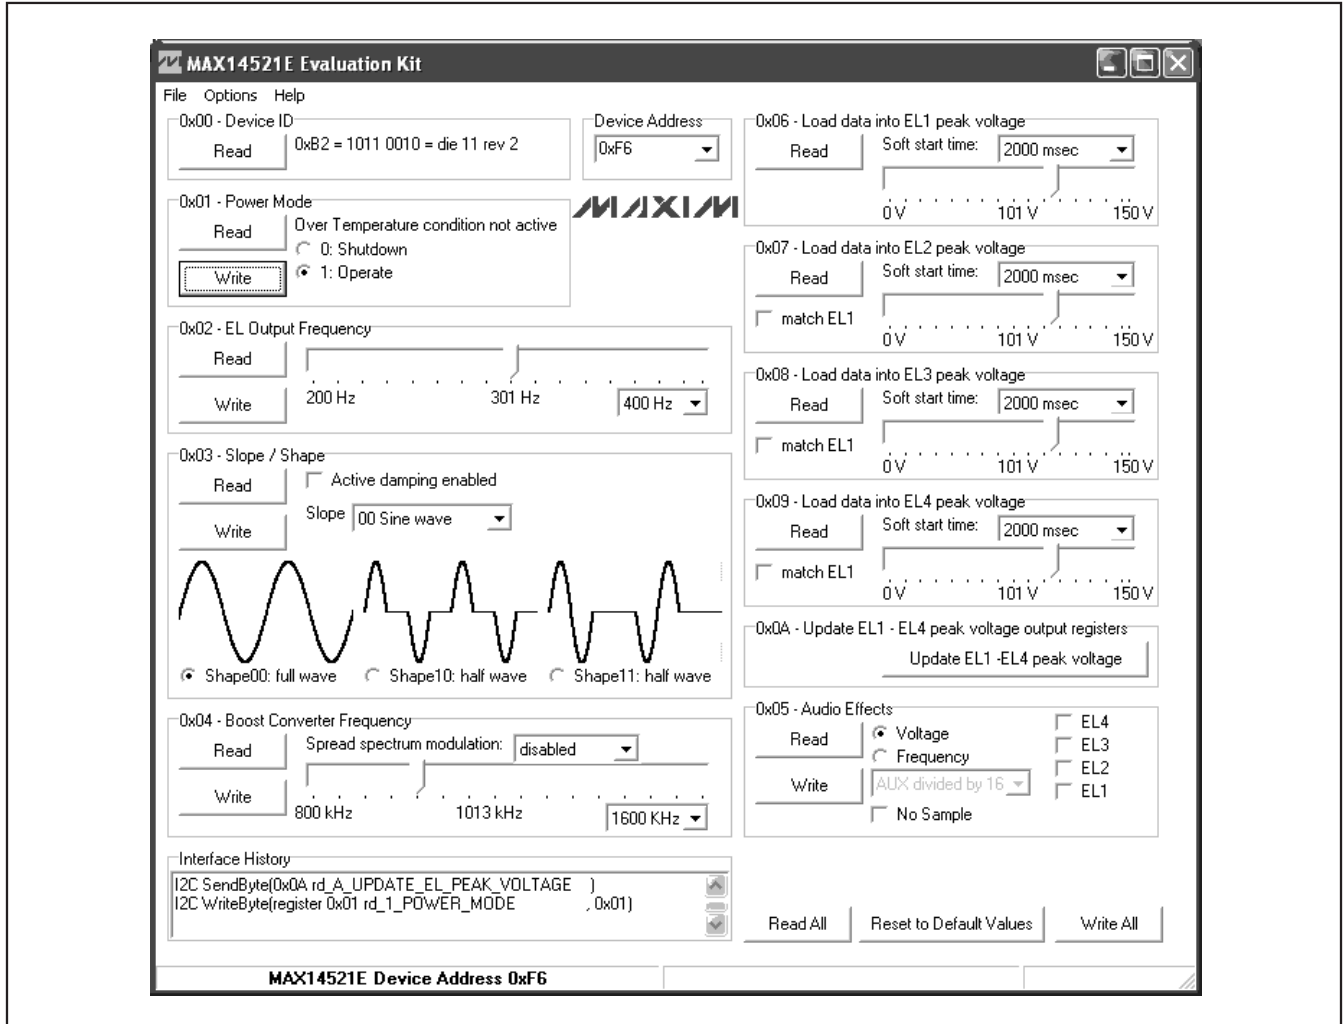 MAX14521E Evaluation Kit
File Options Help
0x00 - Device ID
Read
0xB2 = 1011 0010 = die 11 rev 2
Device Address
0xF6
MAXIM
0x01 - Power Mode
Read
Over Temperature condition not active
0: Shutdown
Write
1: Operate
0x02 - EL Output Frequency
Read
Write
200 Hz 301 Hz 400 Hz
0x03 - Slope / Shape
Read
Active damping enabled
Write
Slope 00 Sine wave
Shape00: full wave Shape10: half wave Shape11: half wave
0x04 - Boost Converter Frequency
Read
Spread spectrum modulation: disabled
Write
800 kHz 1013 kHz 1600 KHz
Interface History
I2C SendByte(0x0A rd_A_UPDATE_EL_PEAK_VOLTAGE )
I2C WriteByte(register 0x01 rd_1_POWER_MODE , 0x01)
0x06 - Load data into EL1 peak voltage
Read
Soft start time: 2000 msec
0 V 101 V 150 V
0x07 - Load data into EL2 peak voltage
Read
Soft start time: 2000 msec
match EL1
0 V 101 V 150 V
0x08 - Load data into EL3 peak voltage
Read
Soft start time: 2000 msec
match EL1
0 V 101 V 150 V
0x09 - Load data into EL4 peak voltage
Read
Soft start time: 2000 msec
match EL1
0 V 101 V 150 V
0x0A - Update EL1 - EL4 peak voltage output registers
Update EL1 -EL4 peak voltage
0x05 - Audio Effects
Read
Voltage
Frequency
Write
AUX divided by 16
No Sample
EL4
EL3
EL2
EL1
Read All Reset to Default Values Write All
MAX14521E Device Address 0xF6